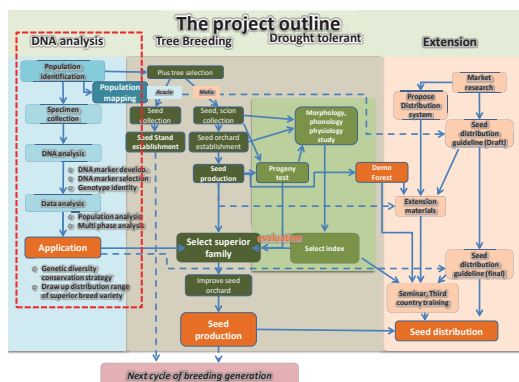 The project outline
DNA analysis
Tree Breeding
Drought tolerant
Extension
Population
identification
Population
mapping
Specimen
collection
DNA analysis
DNA marker develop.
DNA marker selection
Genotype identity
Data analysis
Population analysis
Multi phase analysis
Application
Genetic diversity
conservation strategy
Draw up distribution range
of superior breed variety
Plus tree selection
Acacia
Melia
Seed
collection
Seed Stand
establishment
Seed, scion
collection
Seed orchard
establishment
Seed
production
Select superior
family
Improve seed
orchard
Seed
production
Next cycle of breeding generation
Morphology,
phonology
physiology
study
Progeny
test
evaluation
Select index
Demo
Forest
Market
research
Propose
Distribution
system
Seed
distribution
guideline (Draft)
Extension
materials
Seed
distribution
guideline (final)
Seminar, Third
country training
Seed distribution